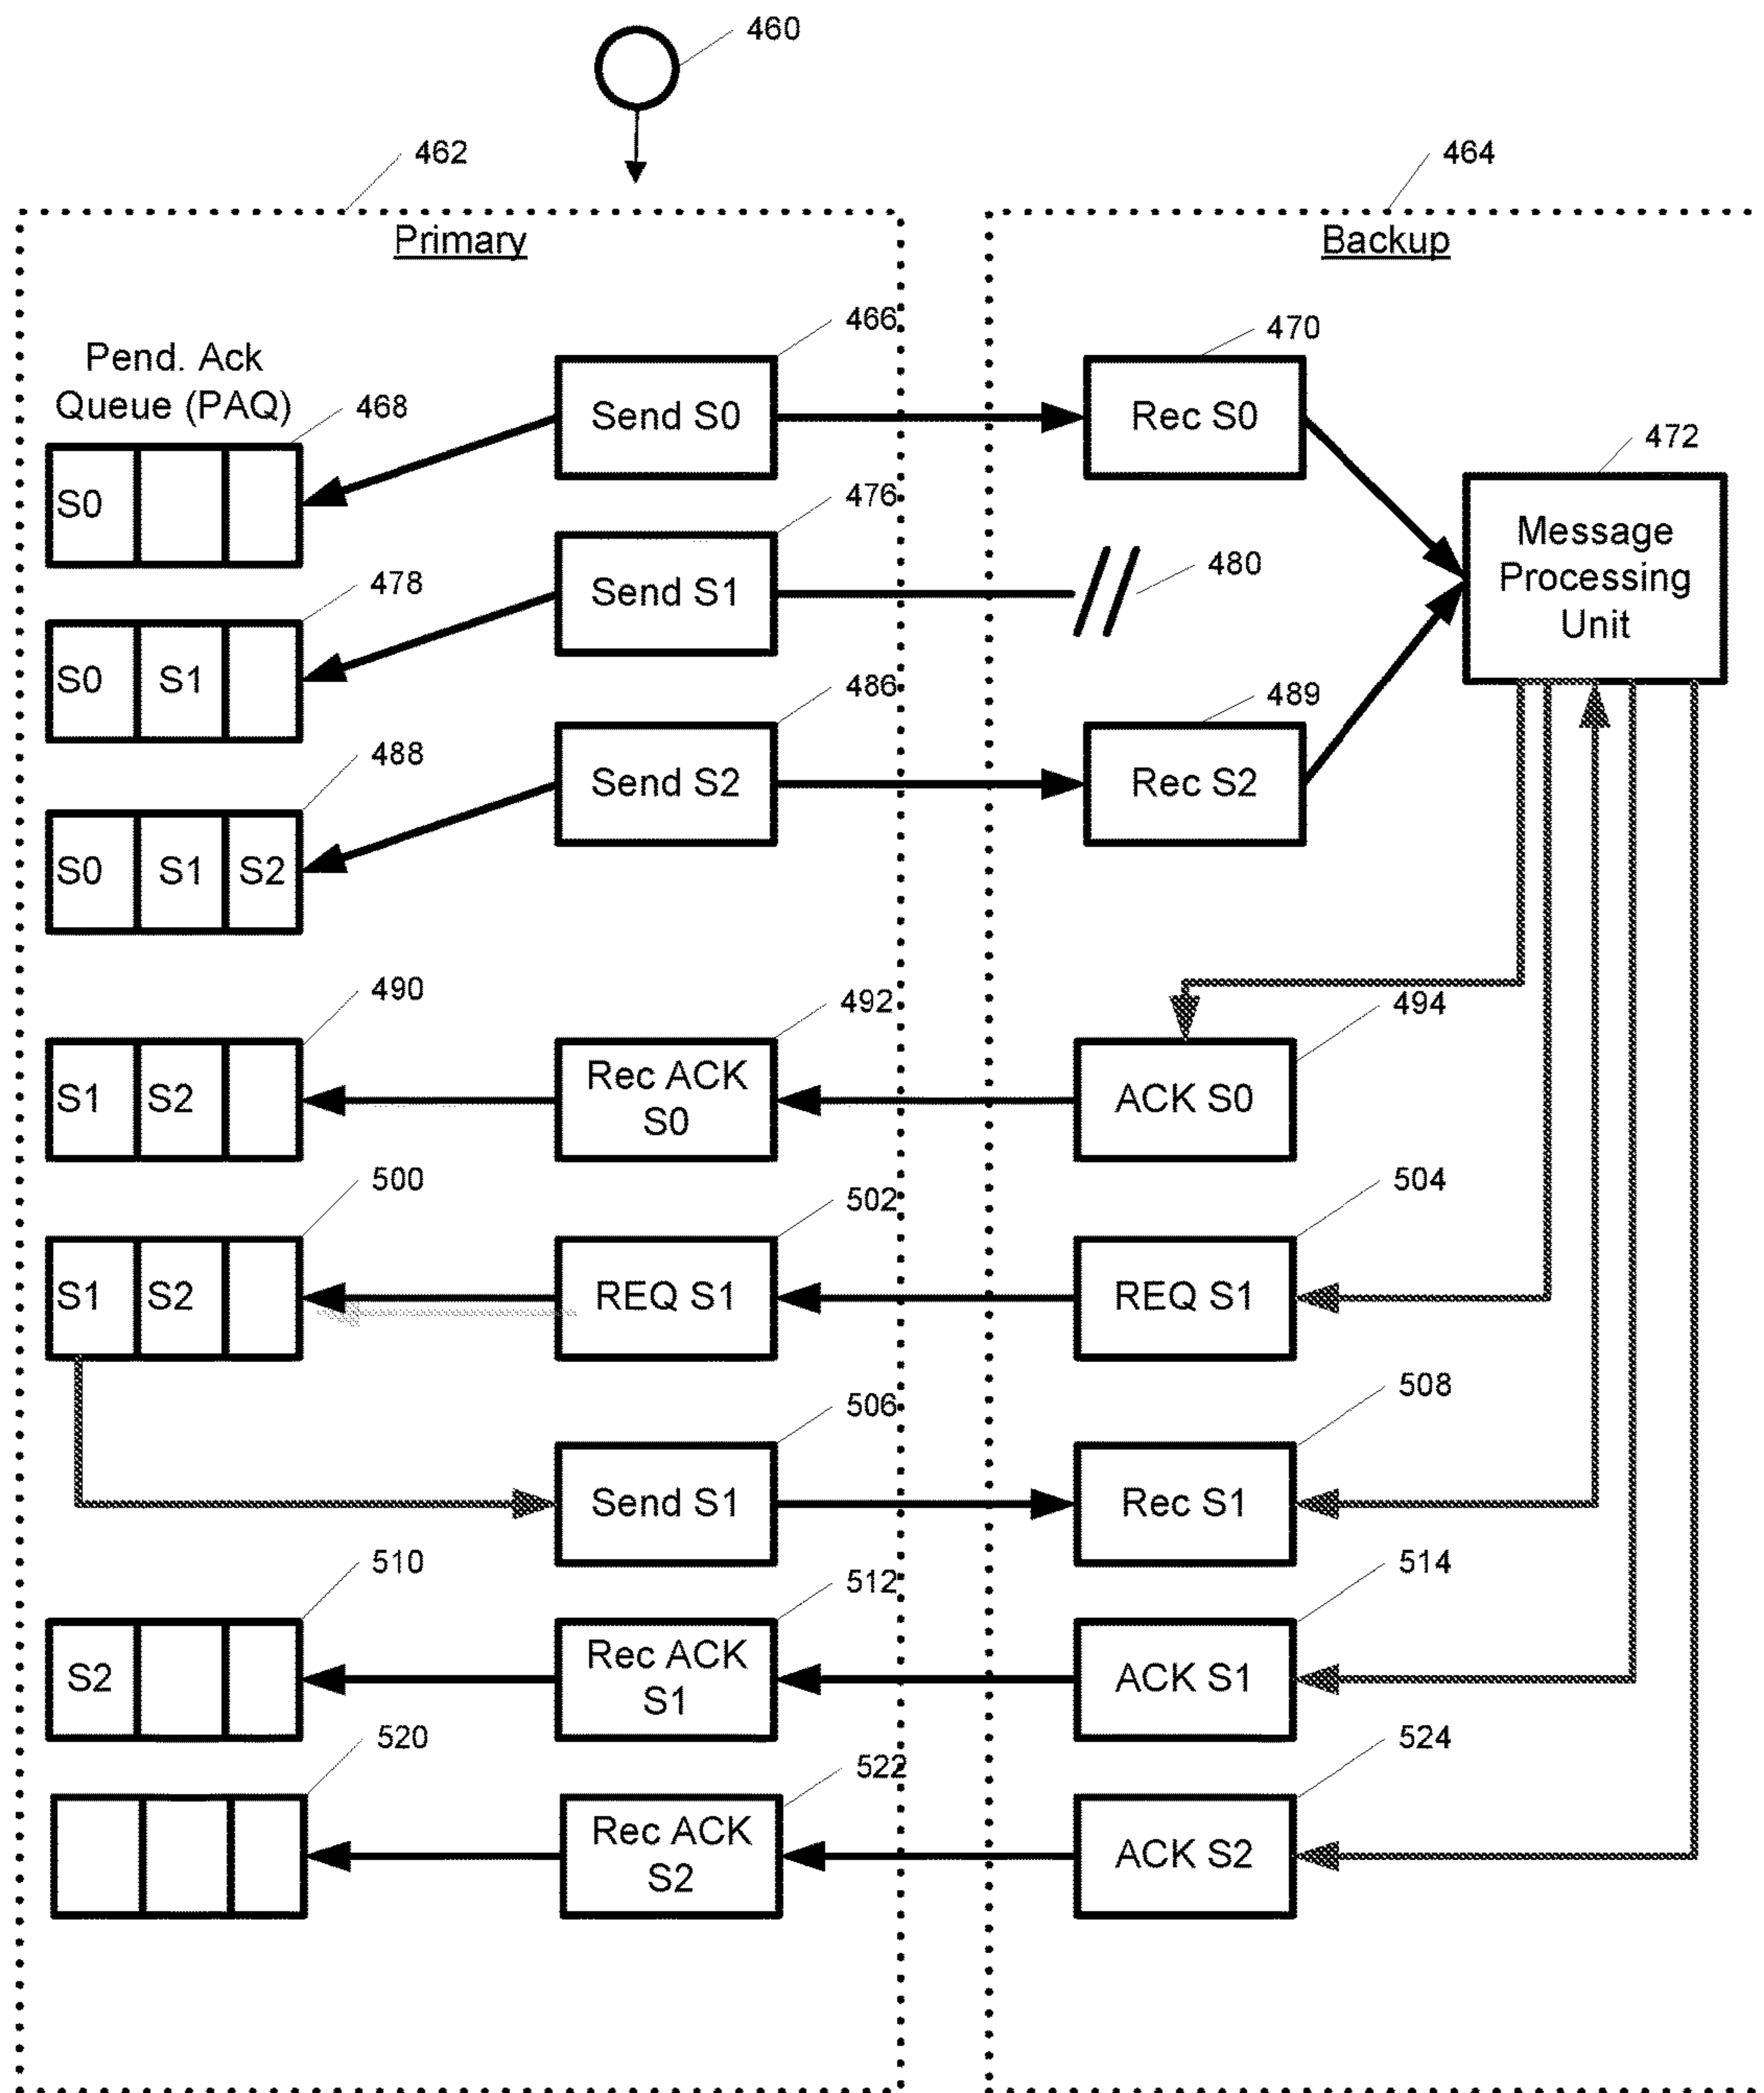 460
462
464
Primary
Backup
466
470
Pend. Ack
Queue (PAQ)
468
Send S0
Rec S0
472
S0
476
Message
Processing
Unit
478
Send S1
480
S0 S1
486
489
488
Send S2
Rec S2
S0 S1 S2
490
492
494
S1 S2
Rec ACK
S0
ACK S0
500
502
504
S1 S2
REQ S1
REQ S1
506
508
Send S1
Rec S1
510
512
514
S2
Rec ACK
S1
ACK S1
520
522
524
Rec ACK
S2
ACK S2